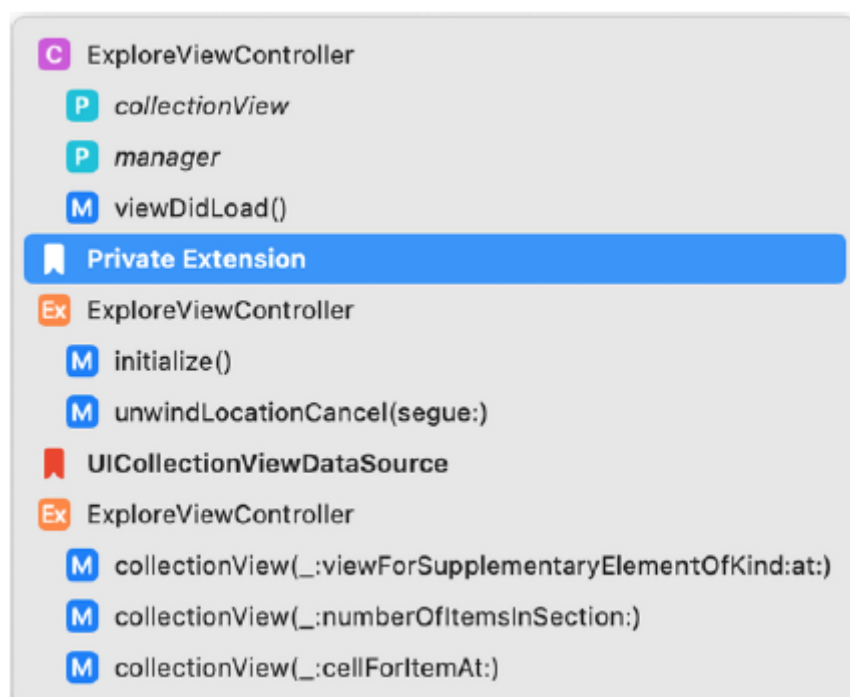 C ExploreViewController
P collectionView
P manager
M viewDidLoad()
Private Extension
Ex ExploreViewController
M initialize()
M unwindLocationCancel(segue:)
UICollectionViewDataSource
Ex ExploreViewController
M collectionView(_:viewForSupplementaryElementOfKind:at:)
M collectionView(_:numberOfItemsInSection:)
M collectionView(_:cellForItemAt:)